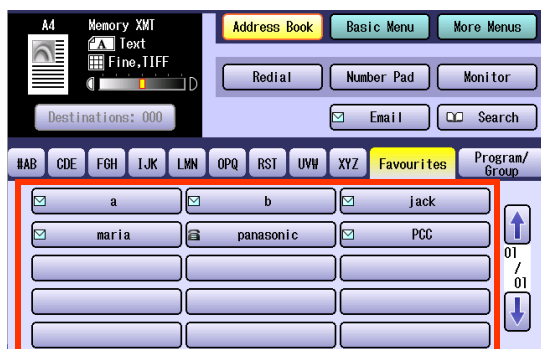 A4 Memory XMT
A Text
Fine,TIFF
D
Destinations: 000
Address Book Basic Menu More Menus
Redial Number Pad Monitor
Email Search
#AB CDE FGH IJK LMN OPQ RST UVW XYZ Favourites Program/
Group
a b jack
maria panasonic PCC
01
/
01